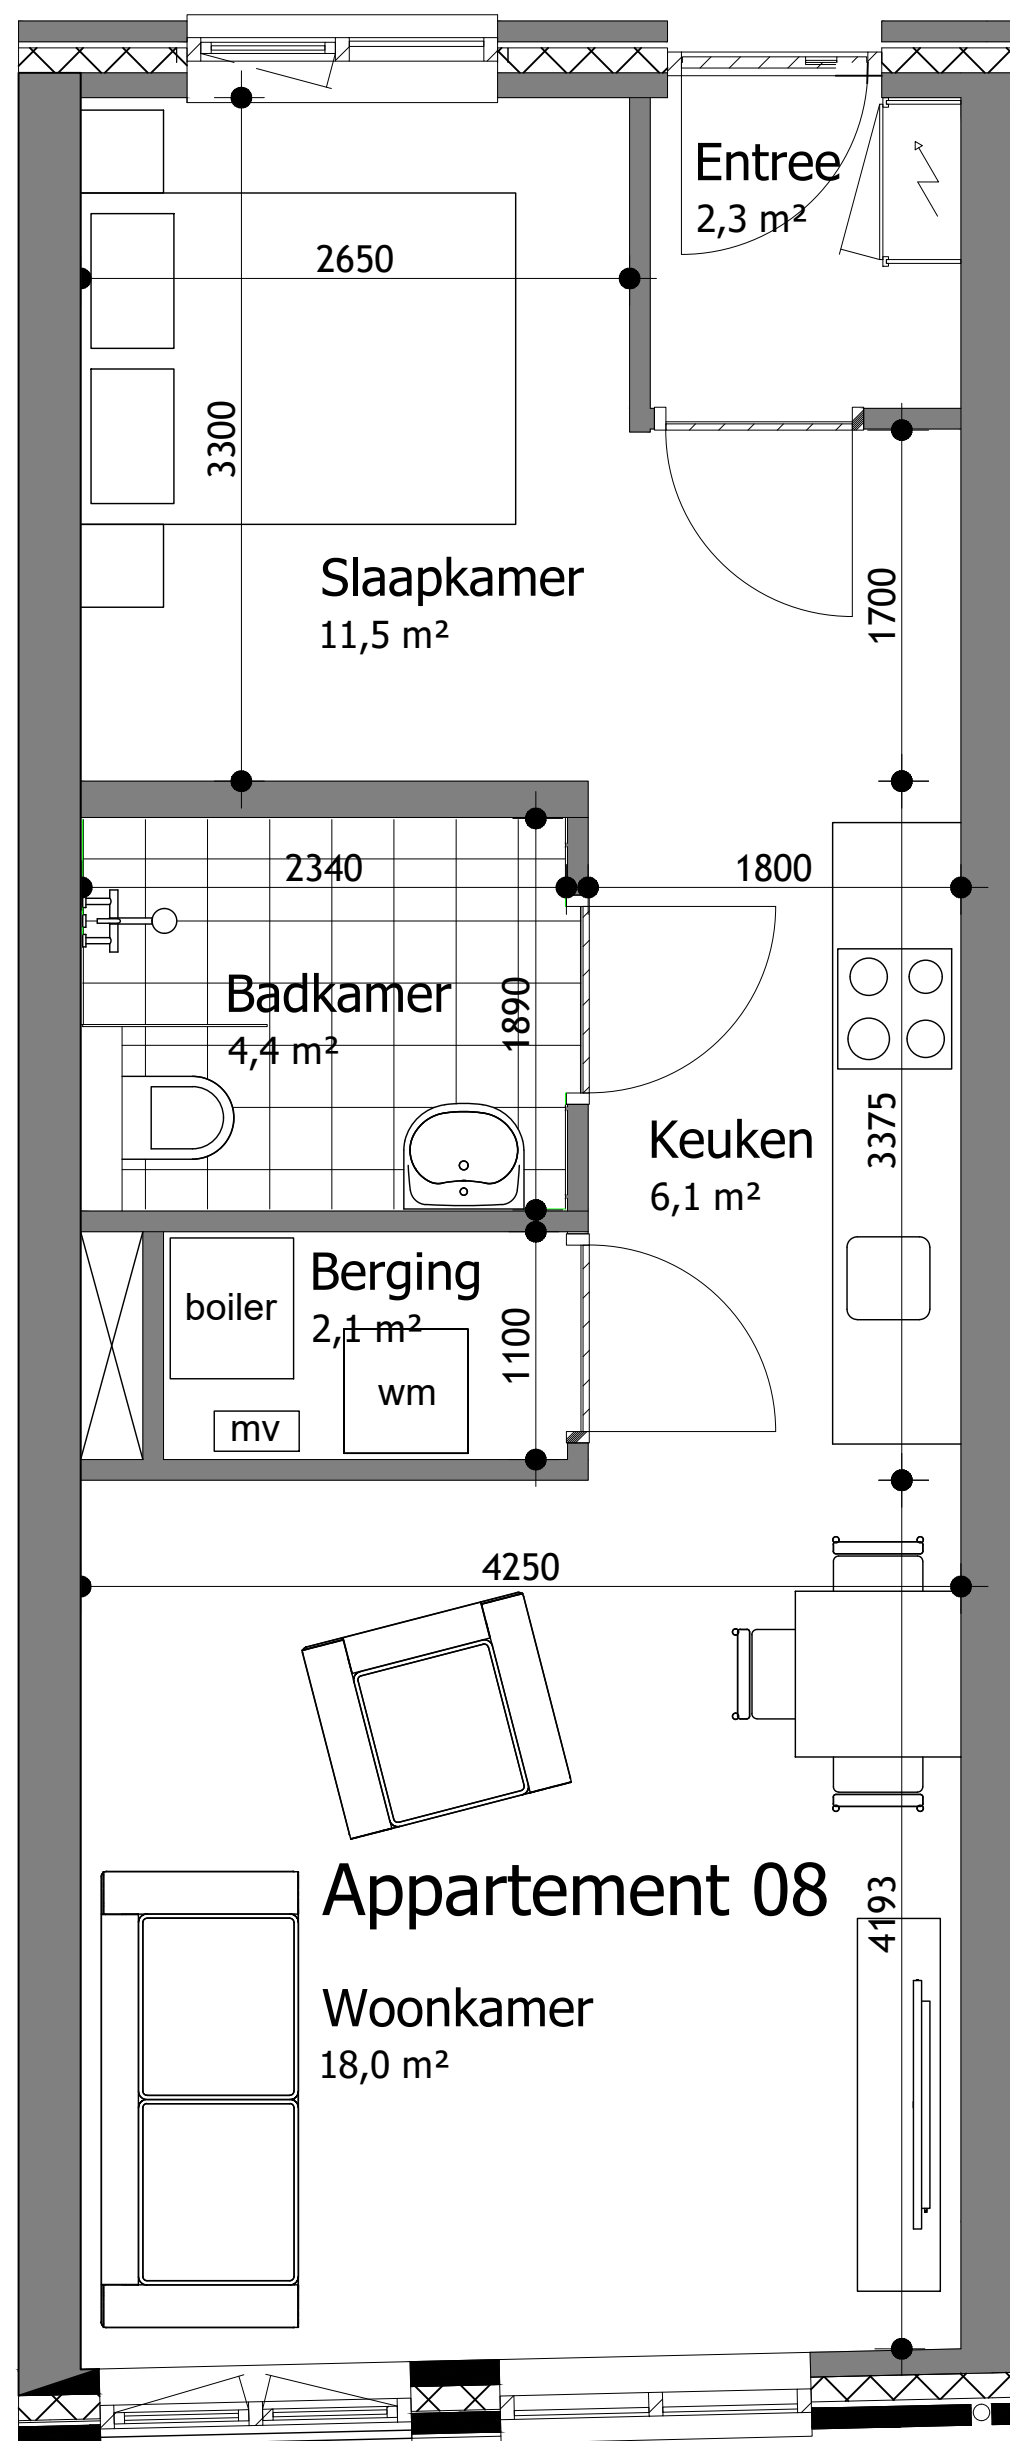 Entree
2,3 m²
2650
3300
Slaapkamer
11,5 m²
1700
2340
1800
Badkamer
4,4 m²
1890
Keuken
6,1 m²
3375
Berging
2,1 m²
boiler
wm
mv
1100
4250
Appartement 08
4193
Woonkamer
18,0 m²